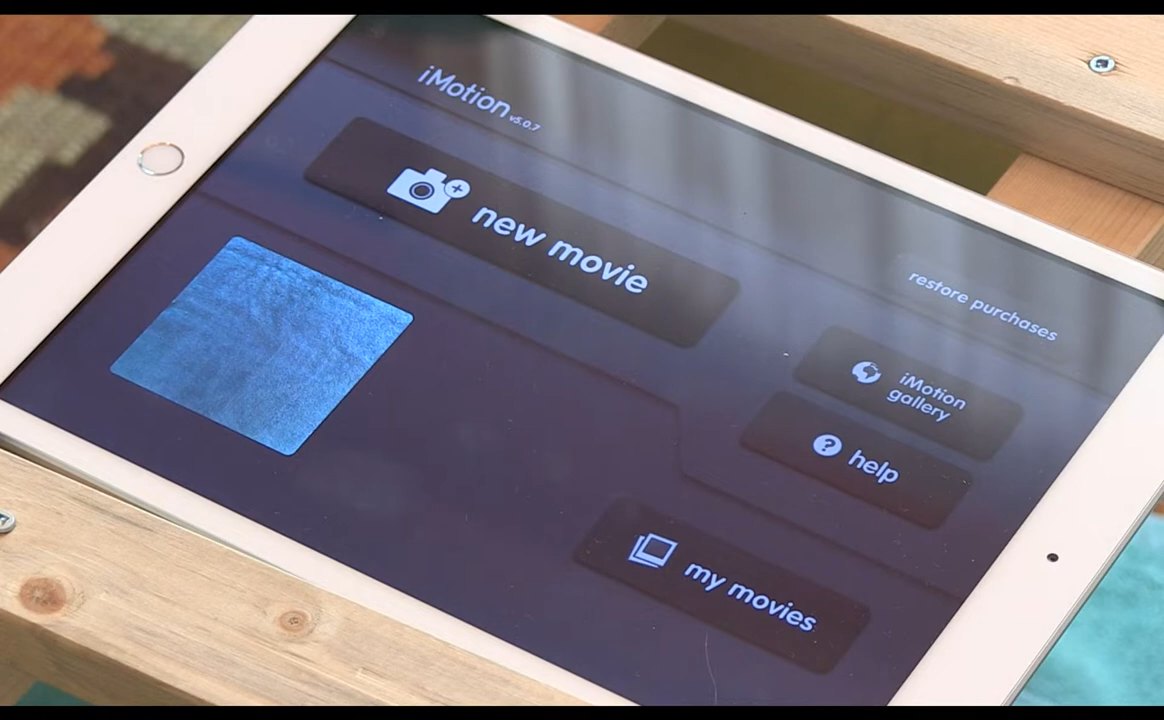 iMotion v5.0.7
new movie
restore purchases
iMotion
gallery
? help
my movies